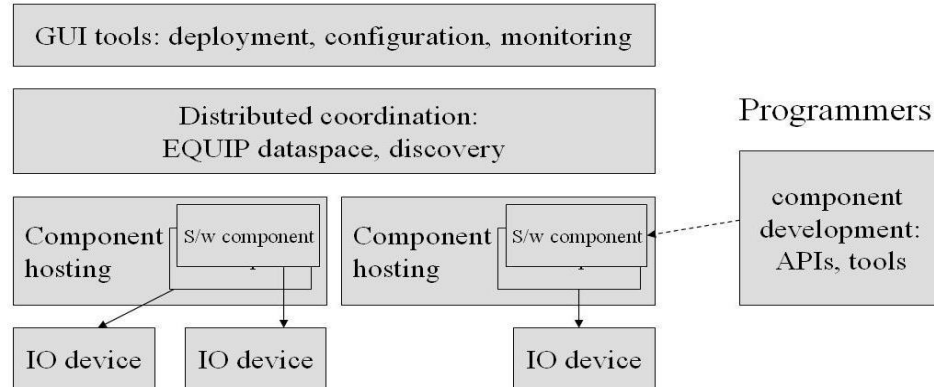 GUI tools: deployment, configuration, monitoring
Distributed coordination:
EQUIP dataspace, discovery
Programmers
component
development:
APIs, tools
Component
hosting
S/w component
Component
hosting
S/w component
IO device
IO device
IO device